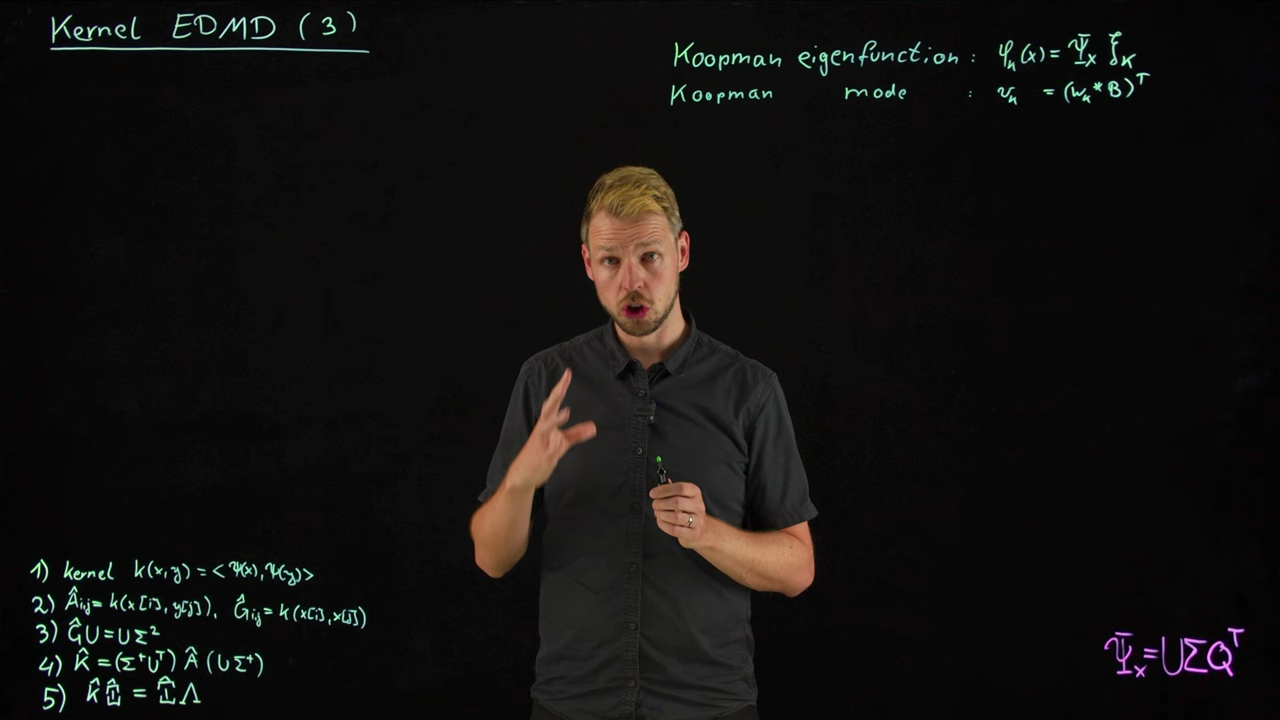 Kernel EDMD (3)
Koopman eigenfunction : φₖ(x) = Ψₓ ξₖ
Koopman mode : vₖ = (wₖ* B)ᵀ
1) kernel k(x,y) = <Ψ(x), Ψ(y)>
2) Âᵢⱼ = k(x[i], y[j]), Ĝᵢⱼ = k(x[i], x[j])
3) ĜU = UΣ²
4) K̂ = (Σ⁺Uᵀ) Â (UΣ⁺)
5) K̂ Ξ̂ = Ξ̂ Λ
Ψₓ = UΣQᵀ